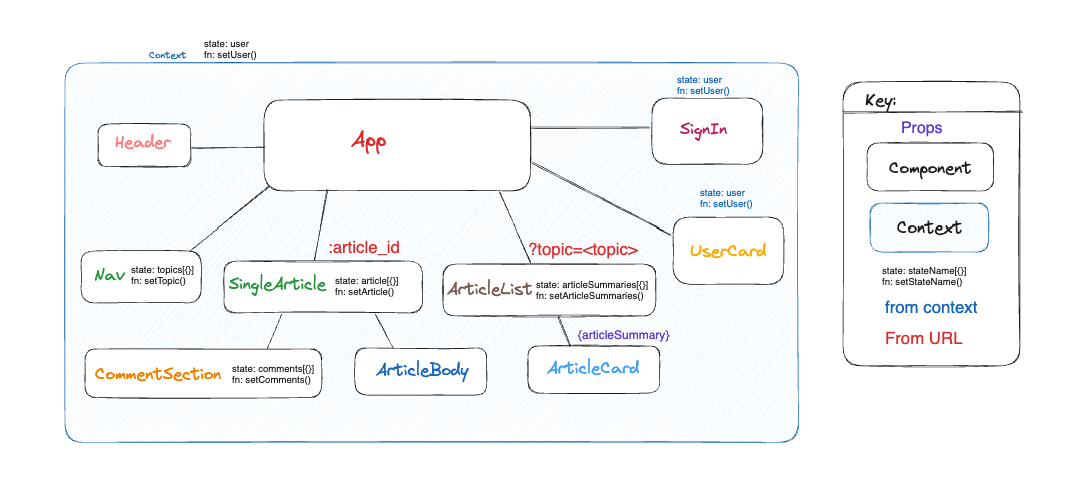 Context
state: user
fn: setUser()
App
Header
state: user
fn: setUser()
SignIn
state: user
fn: setUser()
UserCard
Nav
state: topics[{}]
fn: setTopic()
:article_id
SingleArticle
state: article[{}]
fn: setArticle()
?topic=<topic>
ArticleList
state: articleSummaries[{}]
fn: setArticleSummaries()
CommentSection
state: comments[{}]
fn: setComments()
ArticleBody
{articleSummary}
ArticleCard
Key:
Props
Component
Context
state: stateName[{}]
fn: setStateName()
from context
From URL